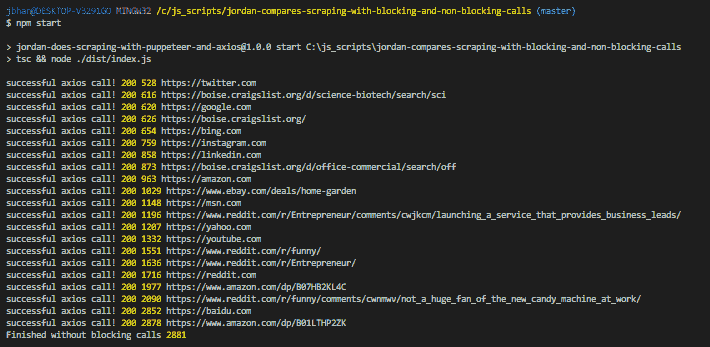 jbhar@DESKTOP-V3291GO MINGW32 /c/js_scripts/jordan-compares-scraping-with-blocking-and-non-blocking-calls (master)
$ npm start
> jordan-does-scraping-with-puppeteer-and-axios@1.0.0 start C:\js_scripts\jordan-compares-scraping-with-blocking-and-non-blocking-calls
> tsc && node ./dist/index.js
successful axios call! 200 528 https://twitter.com
successful axios call! 200 616 https://boise.craigslist.org/d/science-biotech/search/sci
successful axios call! 200 620 https://google.com
successful axios call! 200 626 https://boise.craigslist.org/
successful axios call! 200 654 https://bing.com
successful axios call! 200 759 https://instagram.com
successful axios call! 200 858 https://linkedin.com
successful axios call! 200 873 https://boise.craigslist.org/d/office-commercial/search/off
successful axios call! 200 963 https://amazon.com
successful axios call! 200 1029 https://www.ebay.com/deals/home-garden
successful axios call! 200 1148 https://msn.com
successful axios call! 200 1196 https://www.reddit.com/r/Entrepreneur/comments/cwjkcm/launching_a_service_that_provides_business_leads/
successful axios call! 200 1207 https://yahoo.com
successful axios call! 200 1332 https://youtube.com
successful axios call! 200 1551 https://www.reddit.com/r/funny/
successful axios call! 200 1636 https://www.reddit.com/r/Entrepreneur/
successful axios call! 200 1716 https://reddit.com
successful axios call! 200 1977 https://www.amazon.com/dp/B07HB2KL4C
successful axios call! 200 2090 https://www.reddit.com/r/funny/comments/cwnmwv/not_a_huge_fan_of_the_new_candy_machine_at_work/
successful axios call! 200 2852 https://baidu.com
successful axios call! 200 2878 https://www.amazon.com/dp/B01LTHP2ZK
Finished without blocking calls 2881